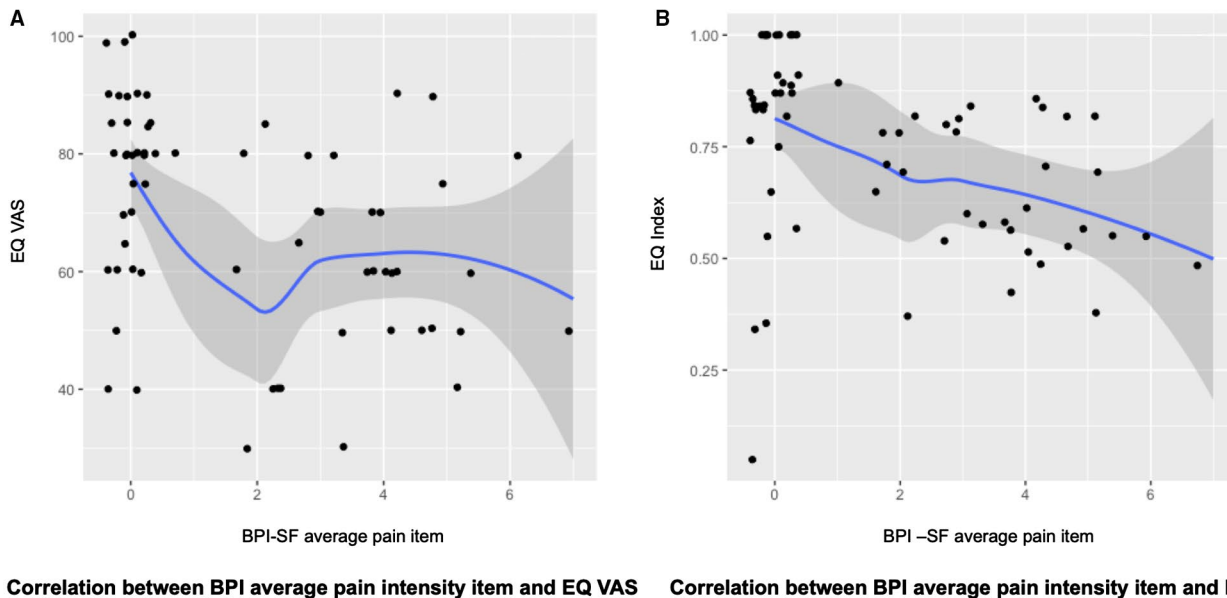 A
B
100
80
60
40
EQ VAS
0
2
4
6
BPI-SF average pain item
1.00
0.75
0.50
0.25
EQ Index
0
2
4
6
BPI –SF average pain item
Correlation between BPI average pain intensity item and EQ VAS
Correlation between BPI average pain intensity item and